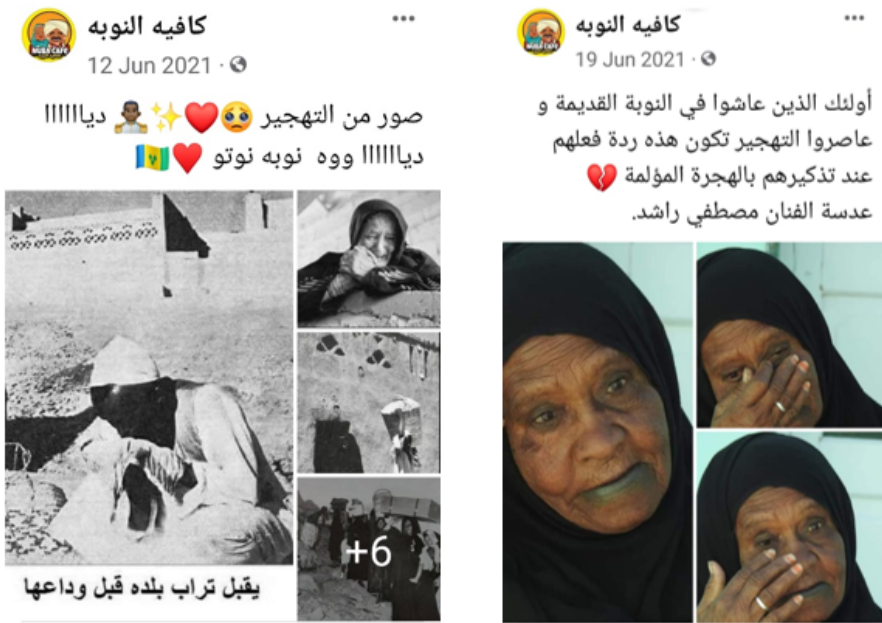 كافيه النوبه
12 Jun 2021 ·
صور من التهجير 🥺❤️✨ دياااااا
دياااااا ووه نوبه نوتو ❤️🇻🇨
+6
يقبل تراب بلده قبل وداعها
كافيه النوبه
19 Jun 2021 ·
أولئك الذين عاشوا في النوبة القديمة و
عاصروا التهجير تكون هذه ردة فعلهم
عند تذكيرهم بالهجرة المؤلمة 💔
عدسة الفنان مصطفي راشد.